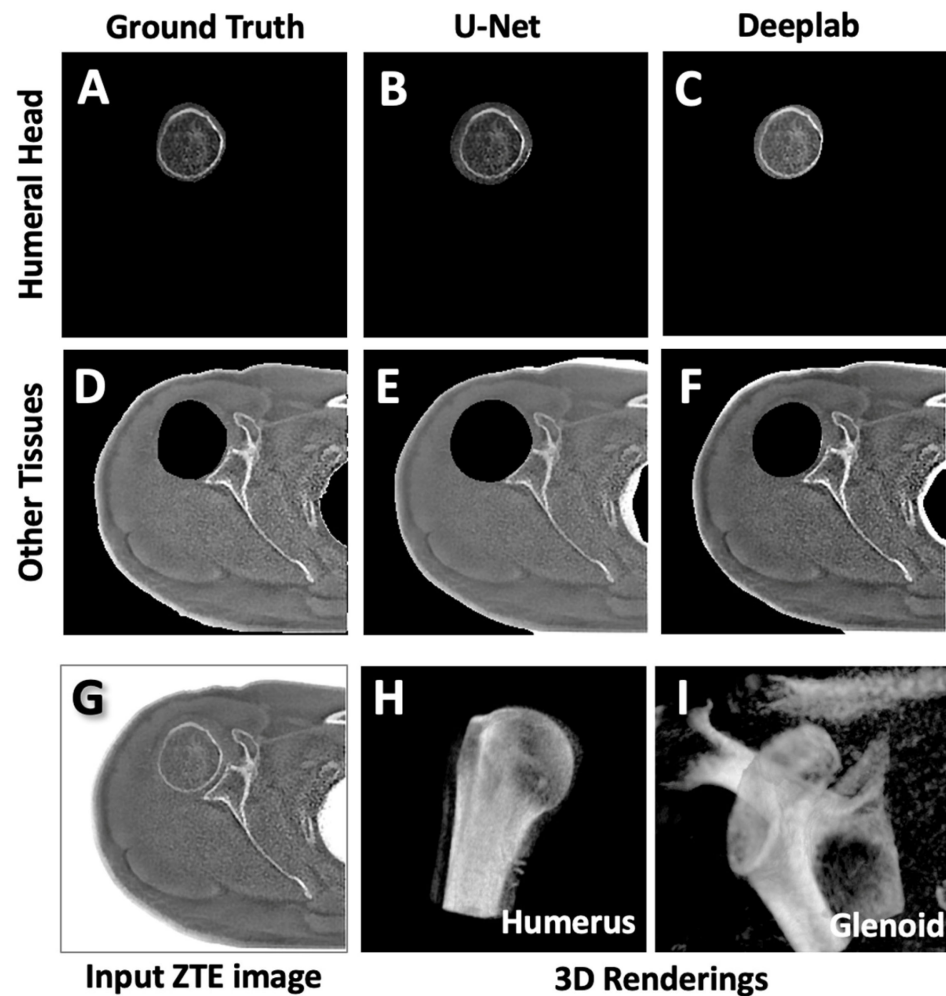 Ground Truth
U-Net
Deeplab
Humeral Head
A
B
C
Other Tissues
D
E
F
G
H
I
Humerus
Glenoid
Input ZTE image
3D Renderings